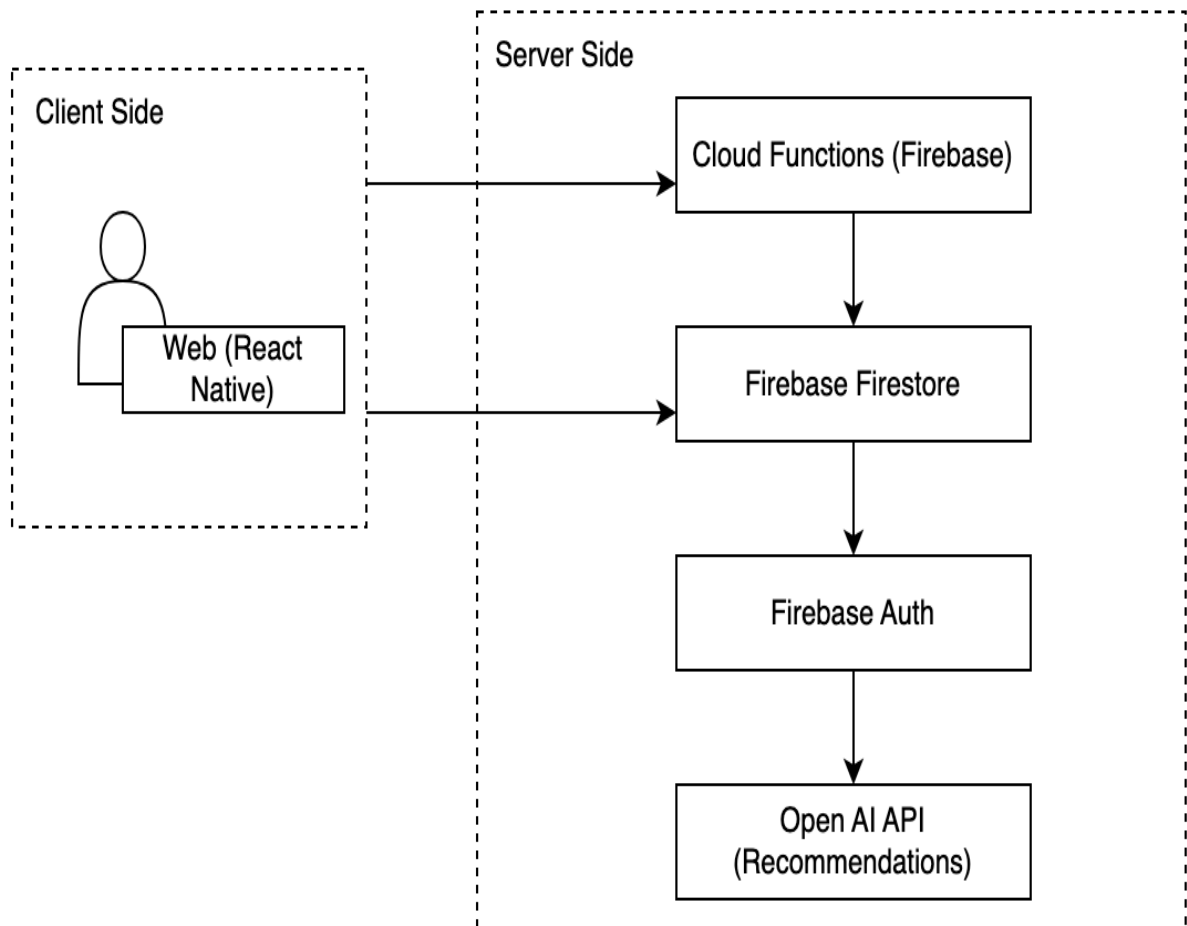 Server Side
Client Side
Cloud Functions (Firebase)
Web (React
Native)
Firebase Firestore
Firebase Auth
Open AI API
(Recommendations)